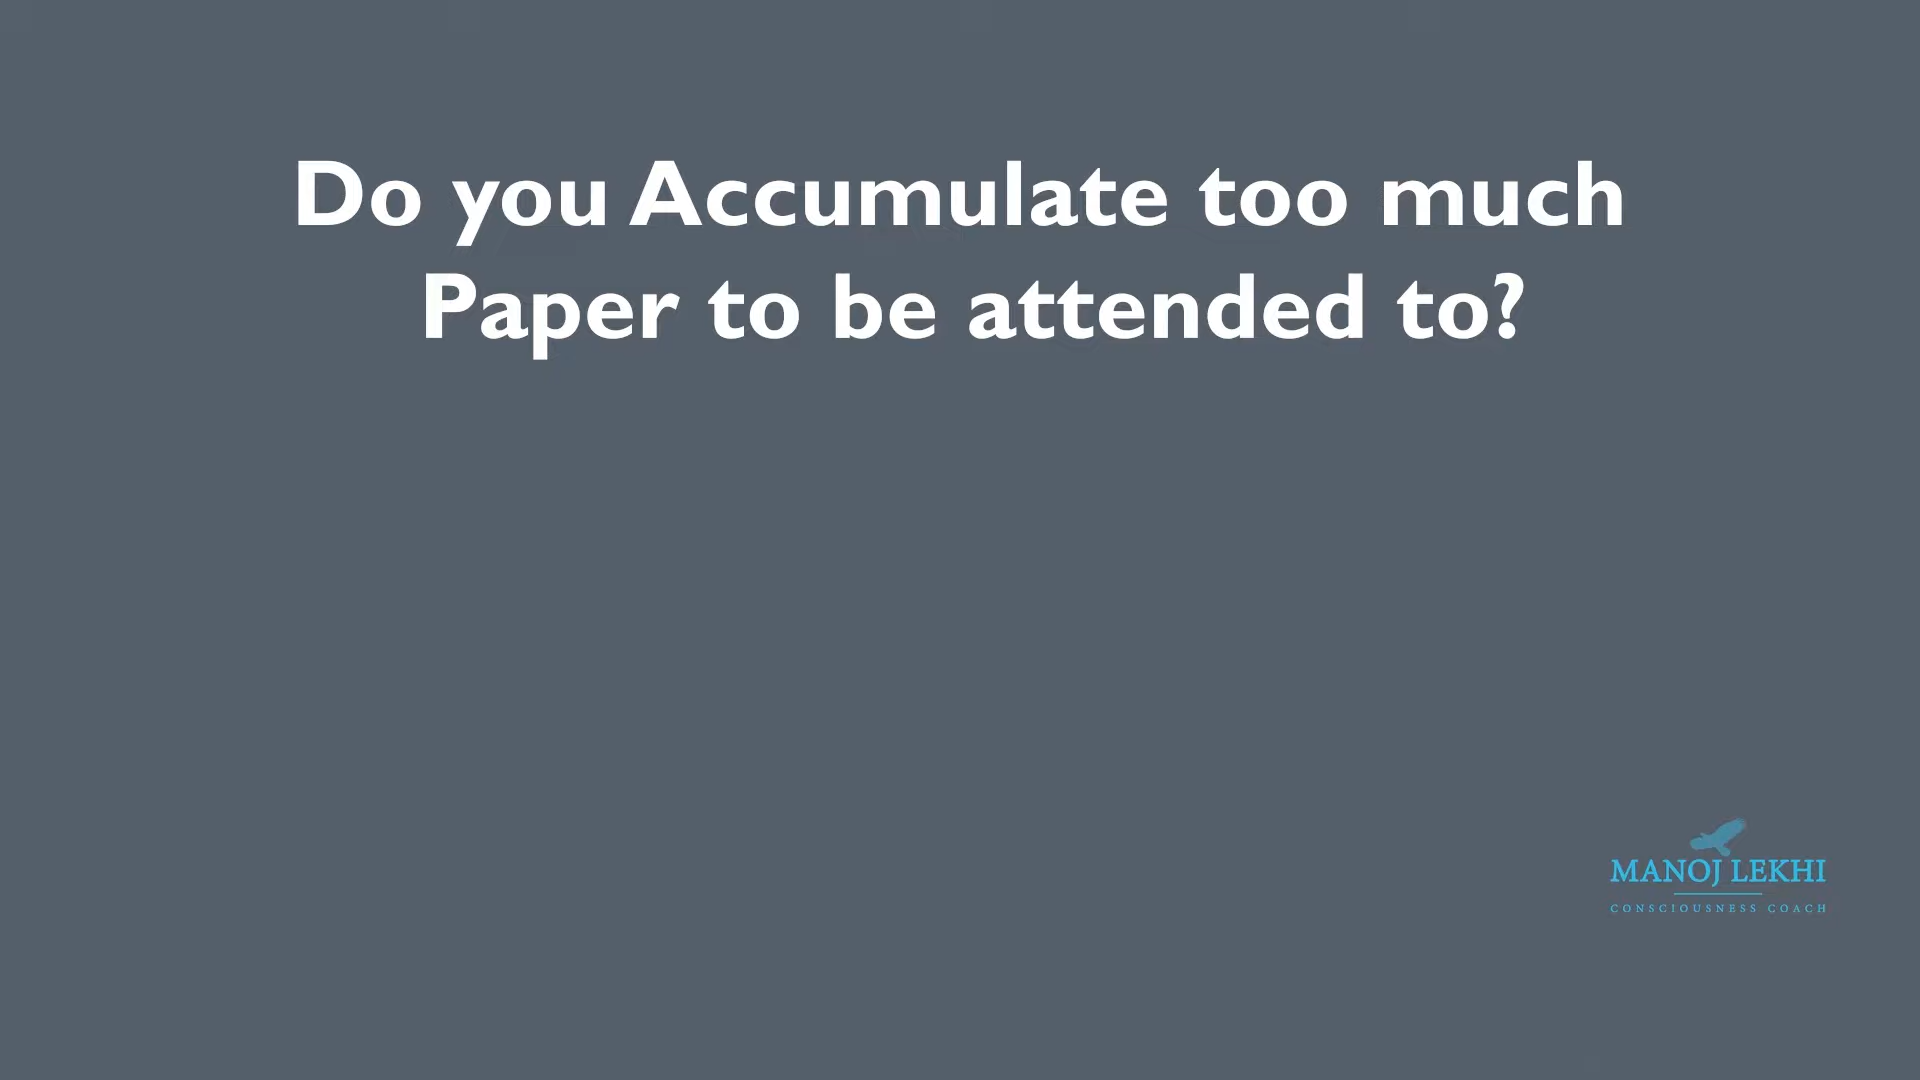 Do you Accumulate too much
Paper to be attended to?
MANOJ LEKHI
CONSCIOUSNESS COACH